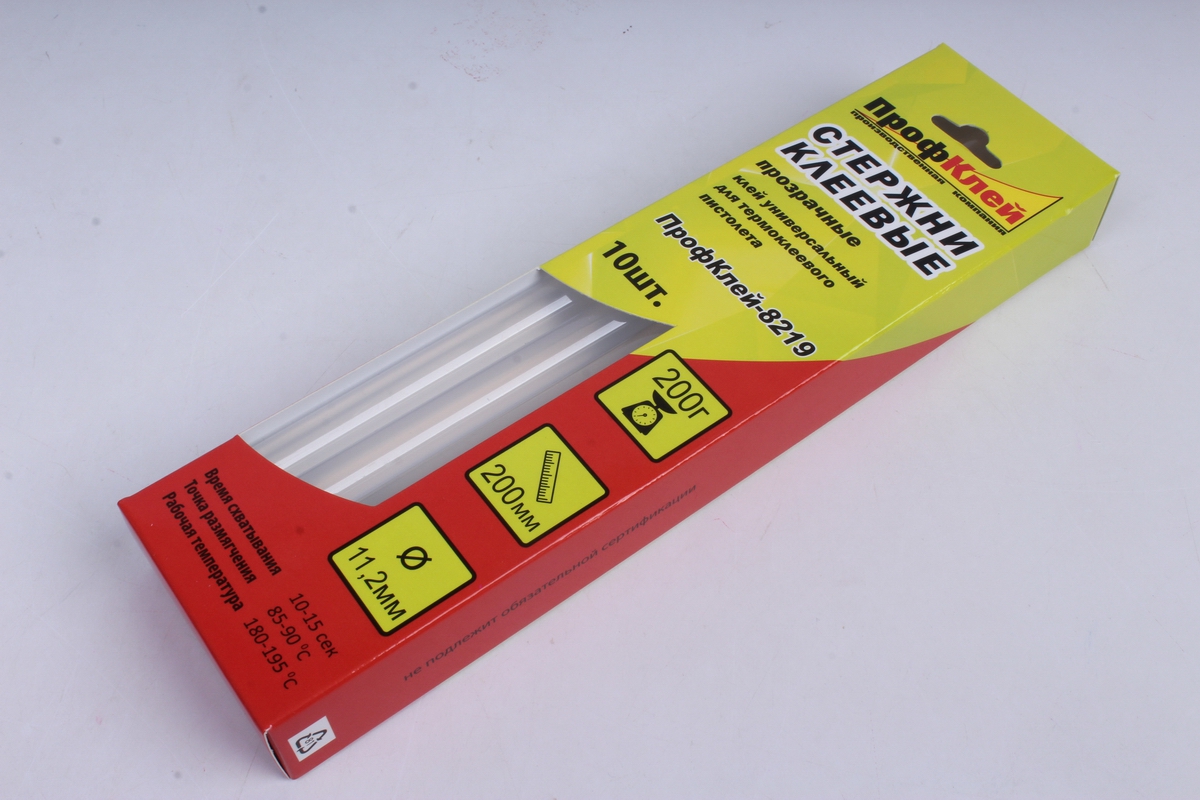 ПрофКлей
производственная компания
СТЕРЖНИ
КЛЕЕВЫЕ
прозрачные
клей универсальный
для термоклеевого
пистолета
ПрофКлей-8219
10шт.
200г
200мм
Ø
11,2мм
Время схватывания 10-15 сек
Точка размягчения 85-90 °C
Рабочая температура 180-195 °C
не подлежит обязательной сертификации